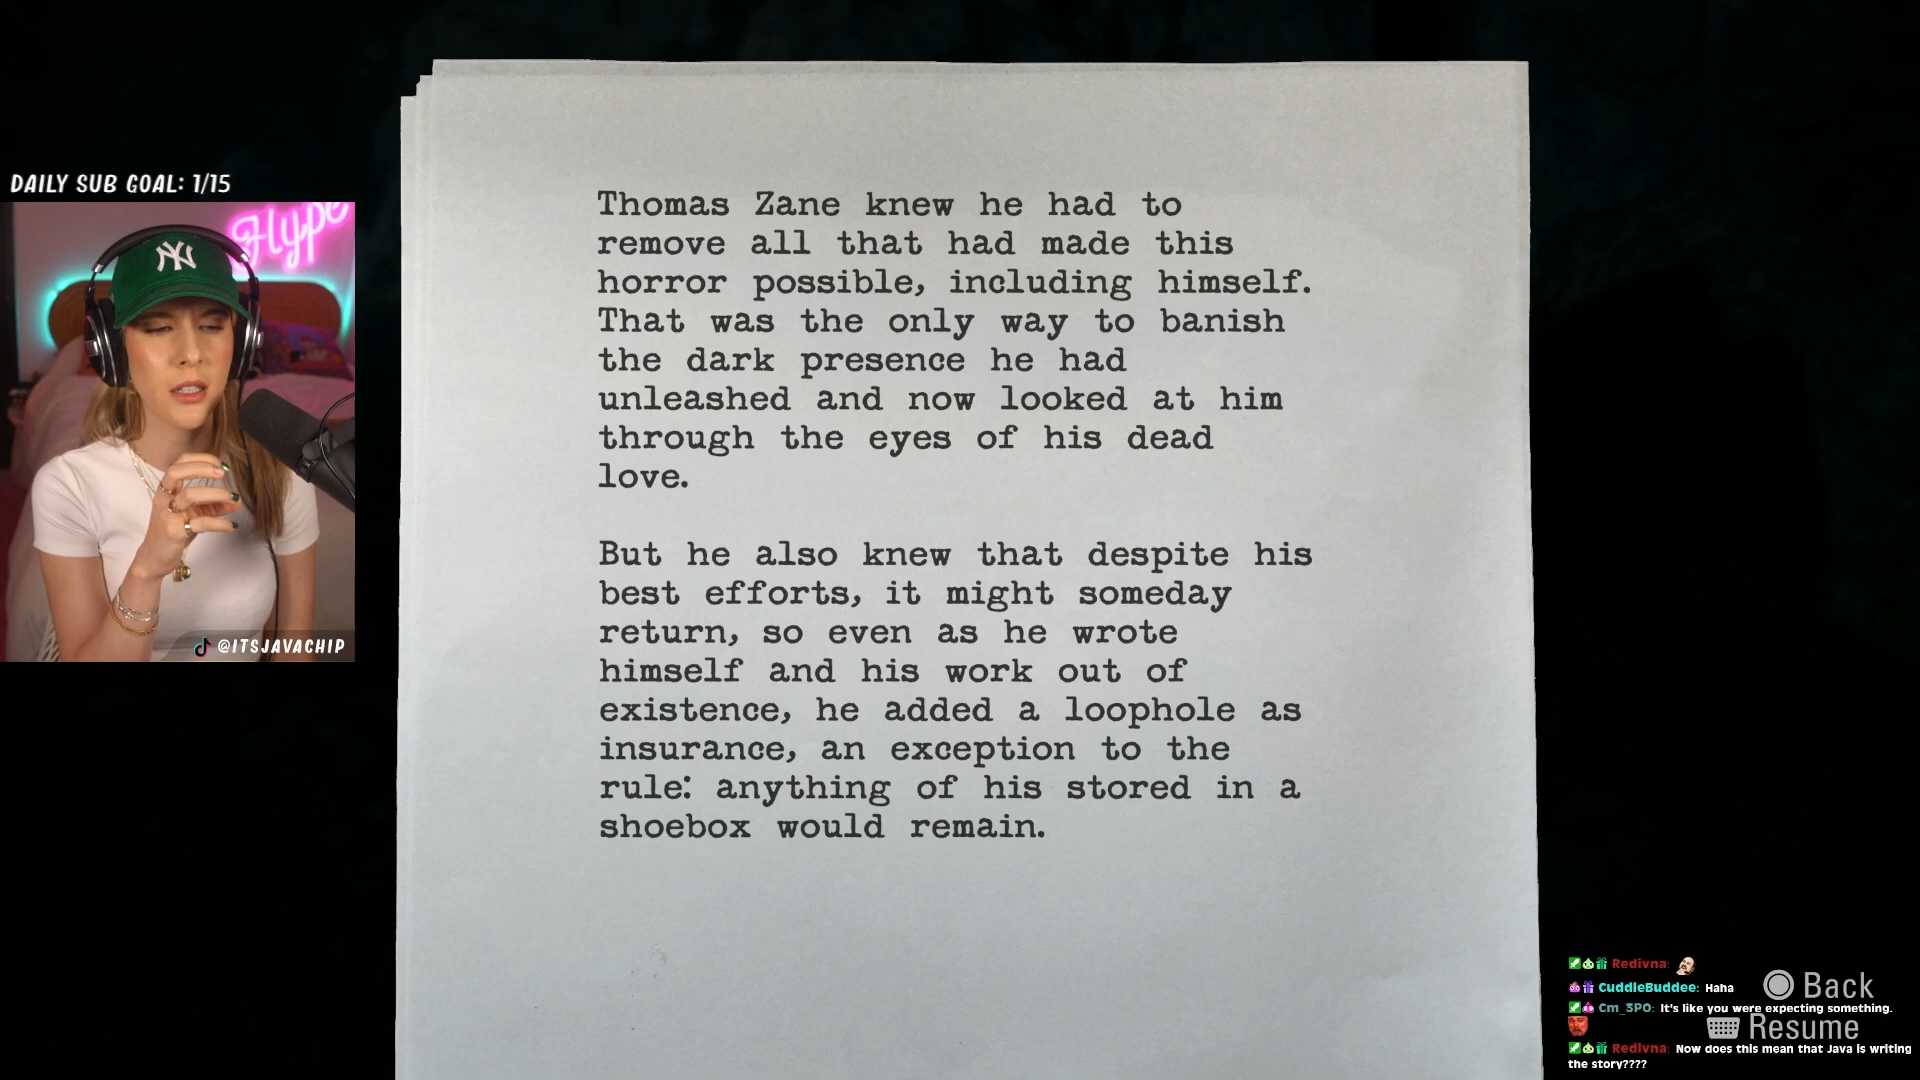 DAILY SUB GOAL: 1/15
Hype
NY
@ITSJAVACHIP
Thomas Zane knew he had to
remove all that had made this
horror possible, including himself.
That was the only way to banish
the dark presence he had
unleashed and now looked at him
through the eyes of his dead
love.
But he also knew that despite his
best efforts, it might someday
return, so even as he wrote
himself and his work out of
existence, he added a loophole as
insurance, an exception to the
rule: anything of his stored in a
shoebox would remain.
Redivna:
CuddleBuddee: Haha
Cm_3PO: It's like you were expecting something.
Redivna: Now does this mean that Java is writing
the story????
Back
Resume